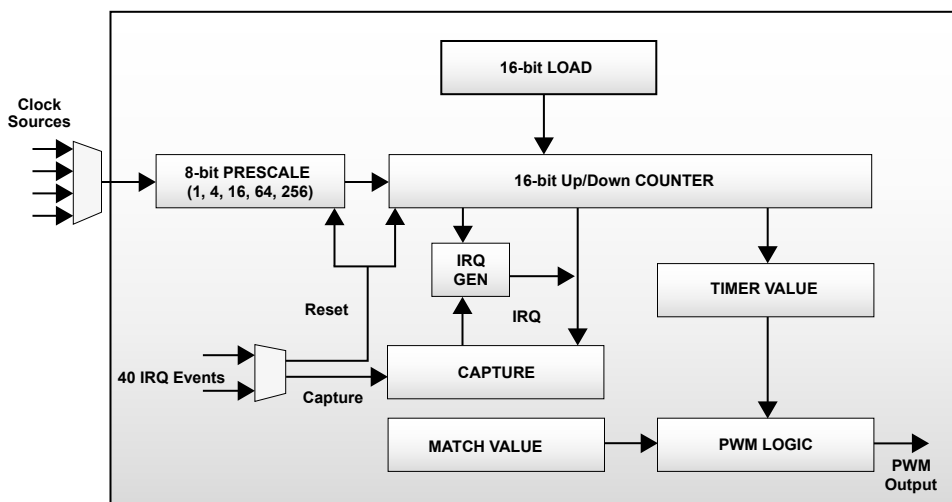 16-bit LOAD
Clock
Sources
8-bit PRESCALE
(1, 4, 16, 64, 256)
16-bit Up/Down COUNTER
IRQ
GEN
TIMER VALUE
Reset
IRQ
40 IRQ Events
Capture
CAPTURE
MATCH VALUE
PWM LOGIC
PWM
Output